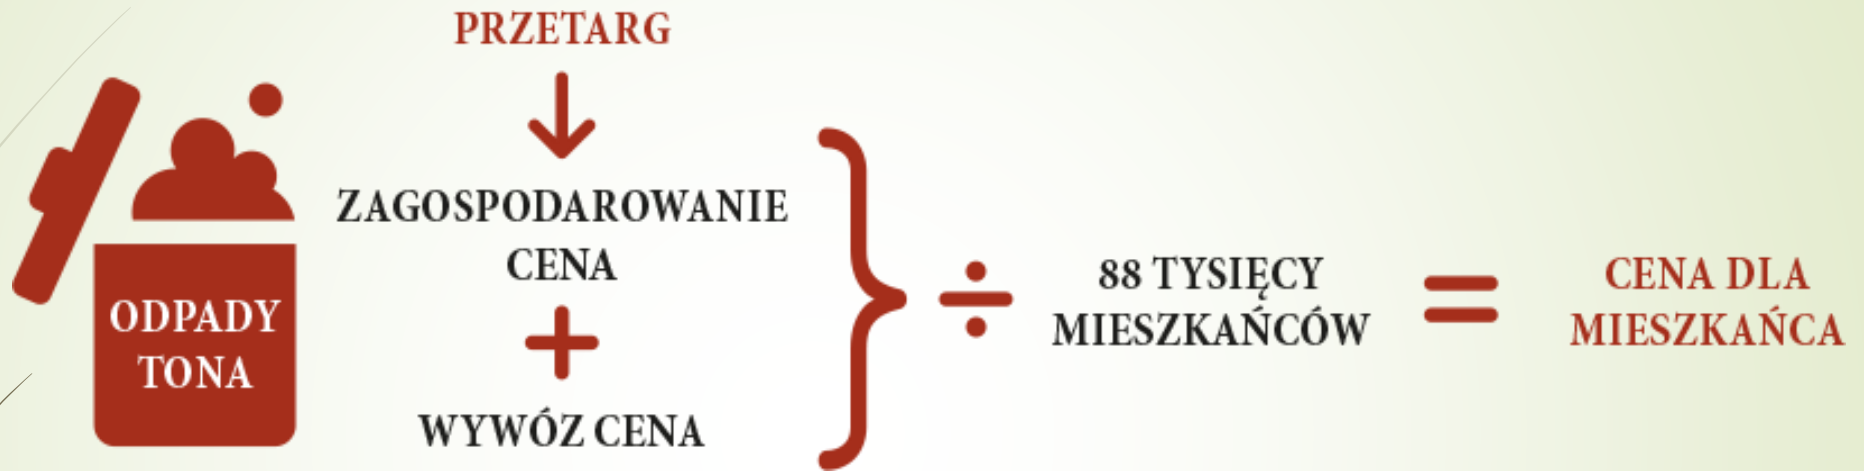 PRZETARG
ODPADY
TONA
ZAGOSPODAROWANIE
CENA
+
WYWÓZ CENA
÷
88 TYSIĘCY
MIESZKAŃCÓW
=
CENA DLA
MIESZKAŃCA